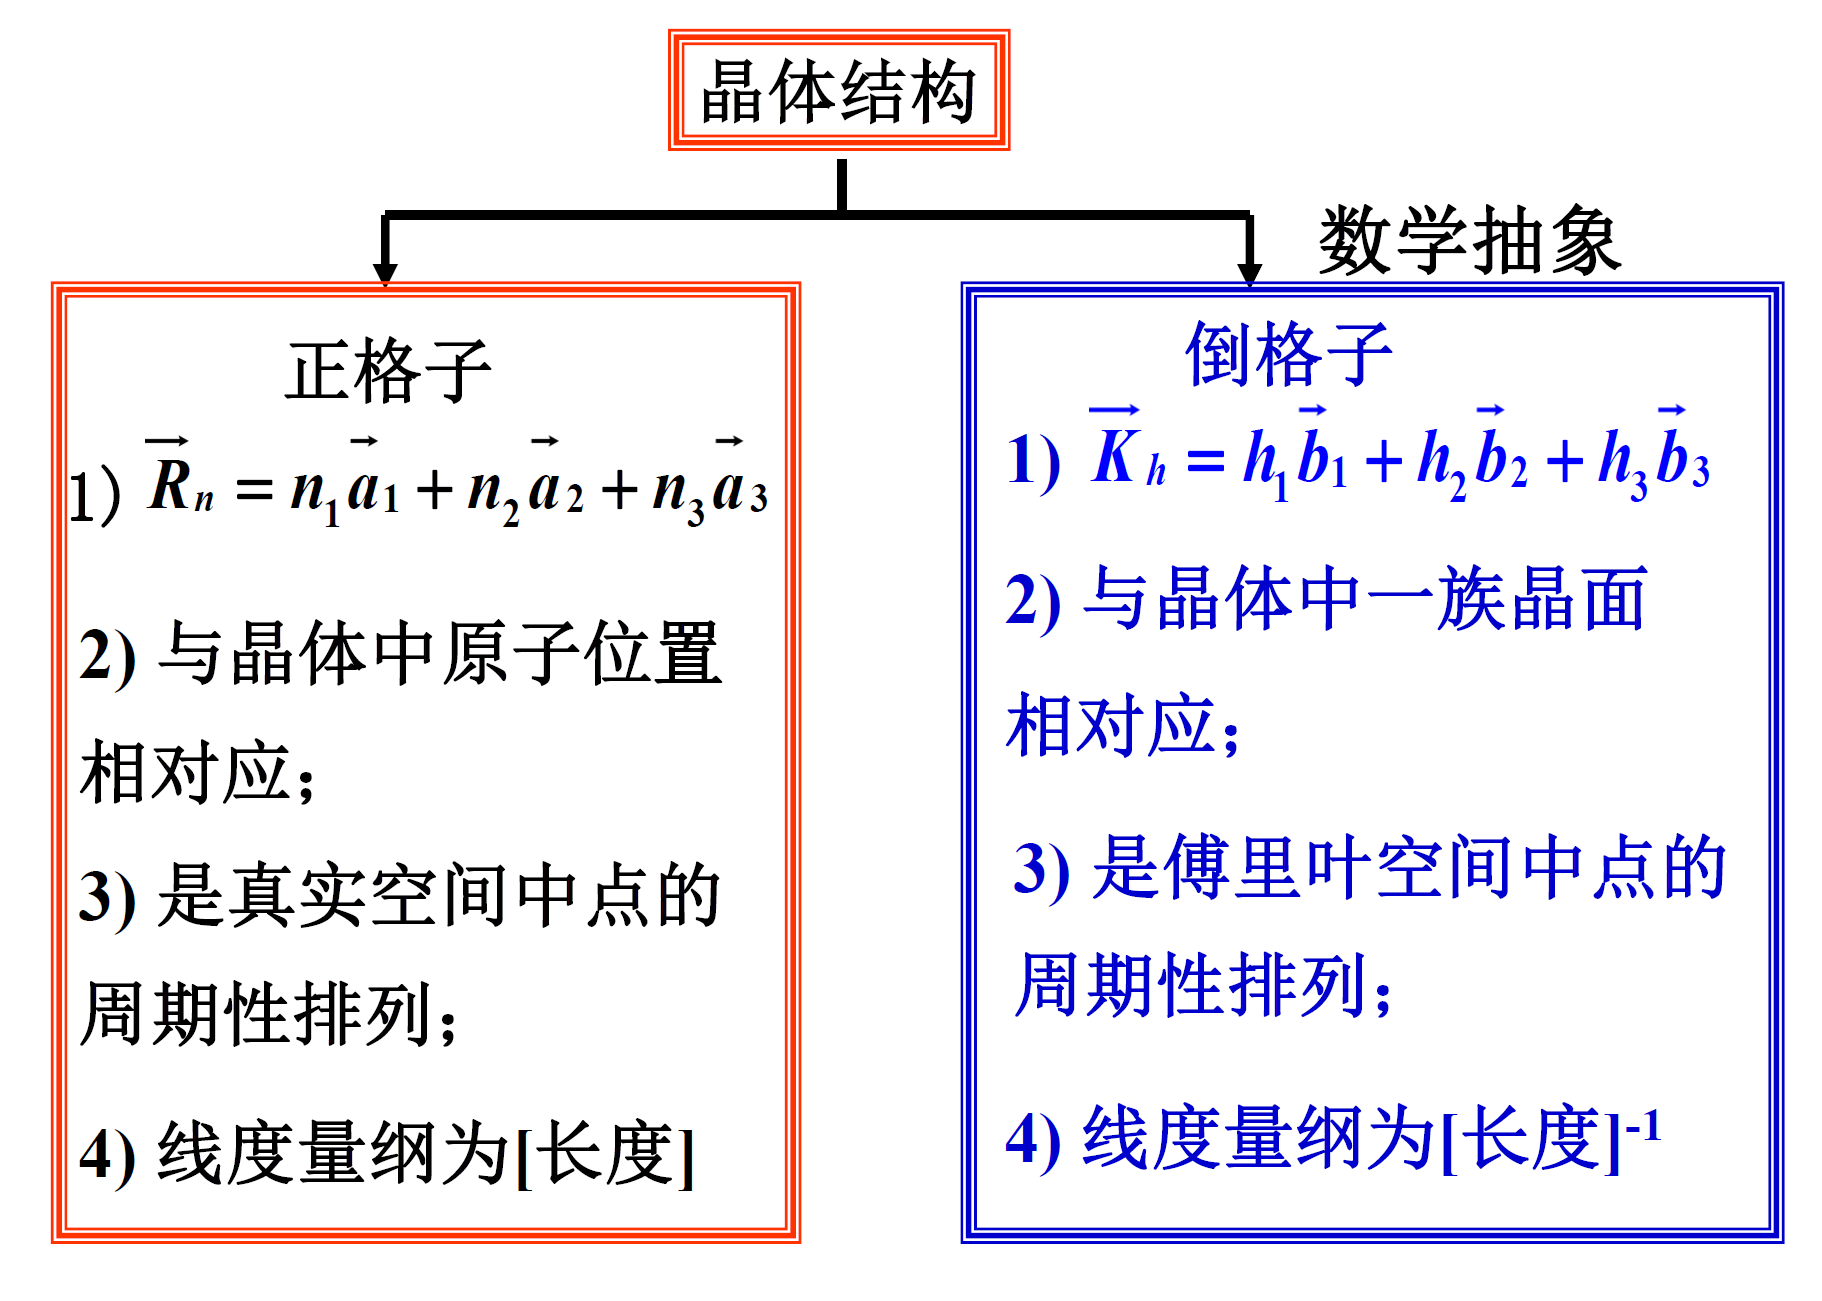 晶体结构
数学抽象
正格子
1) $\vec{R}_n = n_1\vec{a}_1 + n_2\vec{a}_2 + n_3\vec{a}_3$
2) 与晶体中原子位置
相对应；
3) 是真实空间中点的
周期性排列；
4) 线度量纲为[长度]
倒格子
1) $\vec{K}_h = h_1\vec{b}_1 + h_2\vec{b}_2 + h_3\vec{b}_3$
2) 与晶体中一族晶面
相对应；
3) 是傅里叶空间中点的
周期性排列；
4) 线度量纲为[长度]⁻¹